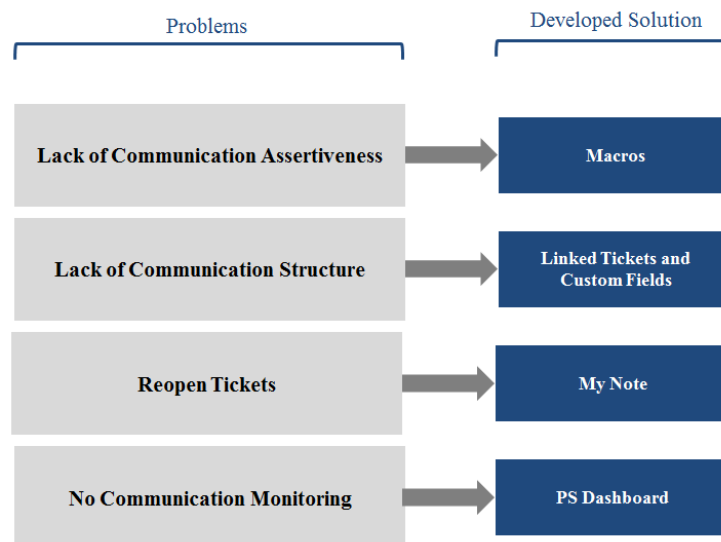 Problems
Developed Solution
Lack of Communication Assertiveness
Macros
Lack of Communication Structure
Linked Tickets and
Custom Fields
Reopen Tickets
My Note
No Communication Monitoring
PS Dashboard